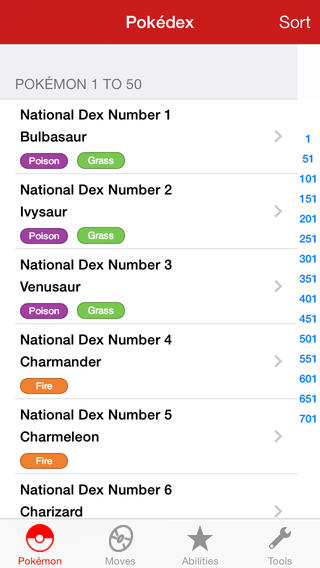 Pokédex
Sort
POKÉMON 1 TO 50
National Dex Number 1
Bulbasaur
Poison Grass
National Dex Number 2
Ivysaur
Poison Grass
National Dex Number 3
Venusaur
Poison Grass
National Dex Number 4
Charmander
Fire
National Dex Number 5
Charmeleon
Fire
National Dex Number 6
Charizard
1
51
101
151
201
251
301
351
401
451
501
551
601
651
701
Pokémon
Moves
Abilities
Tools